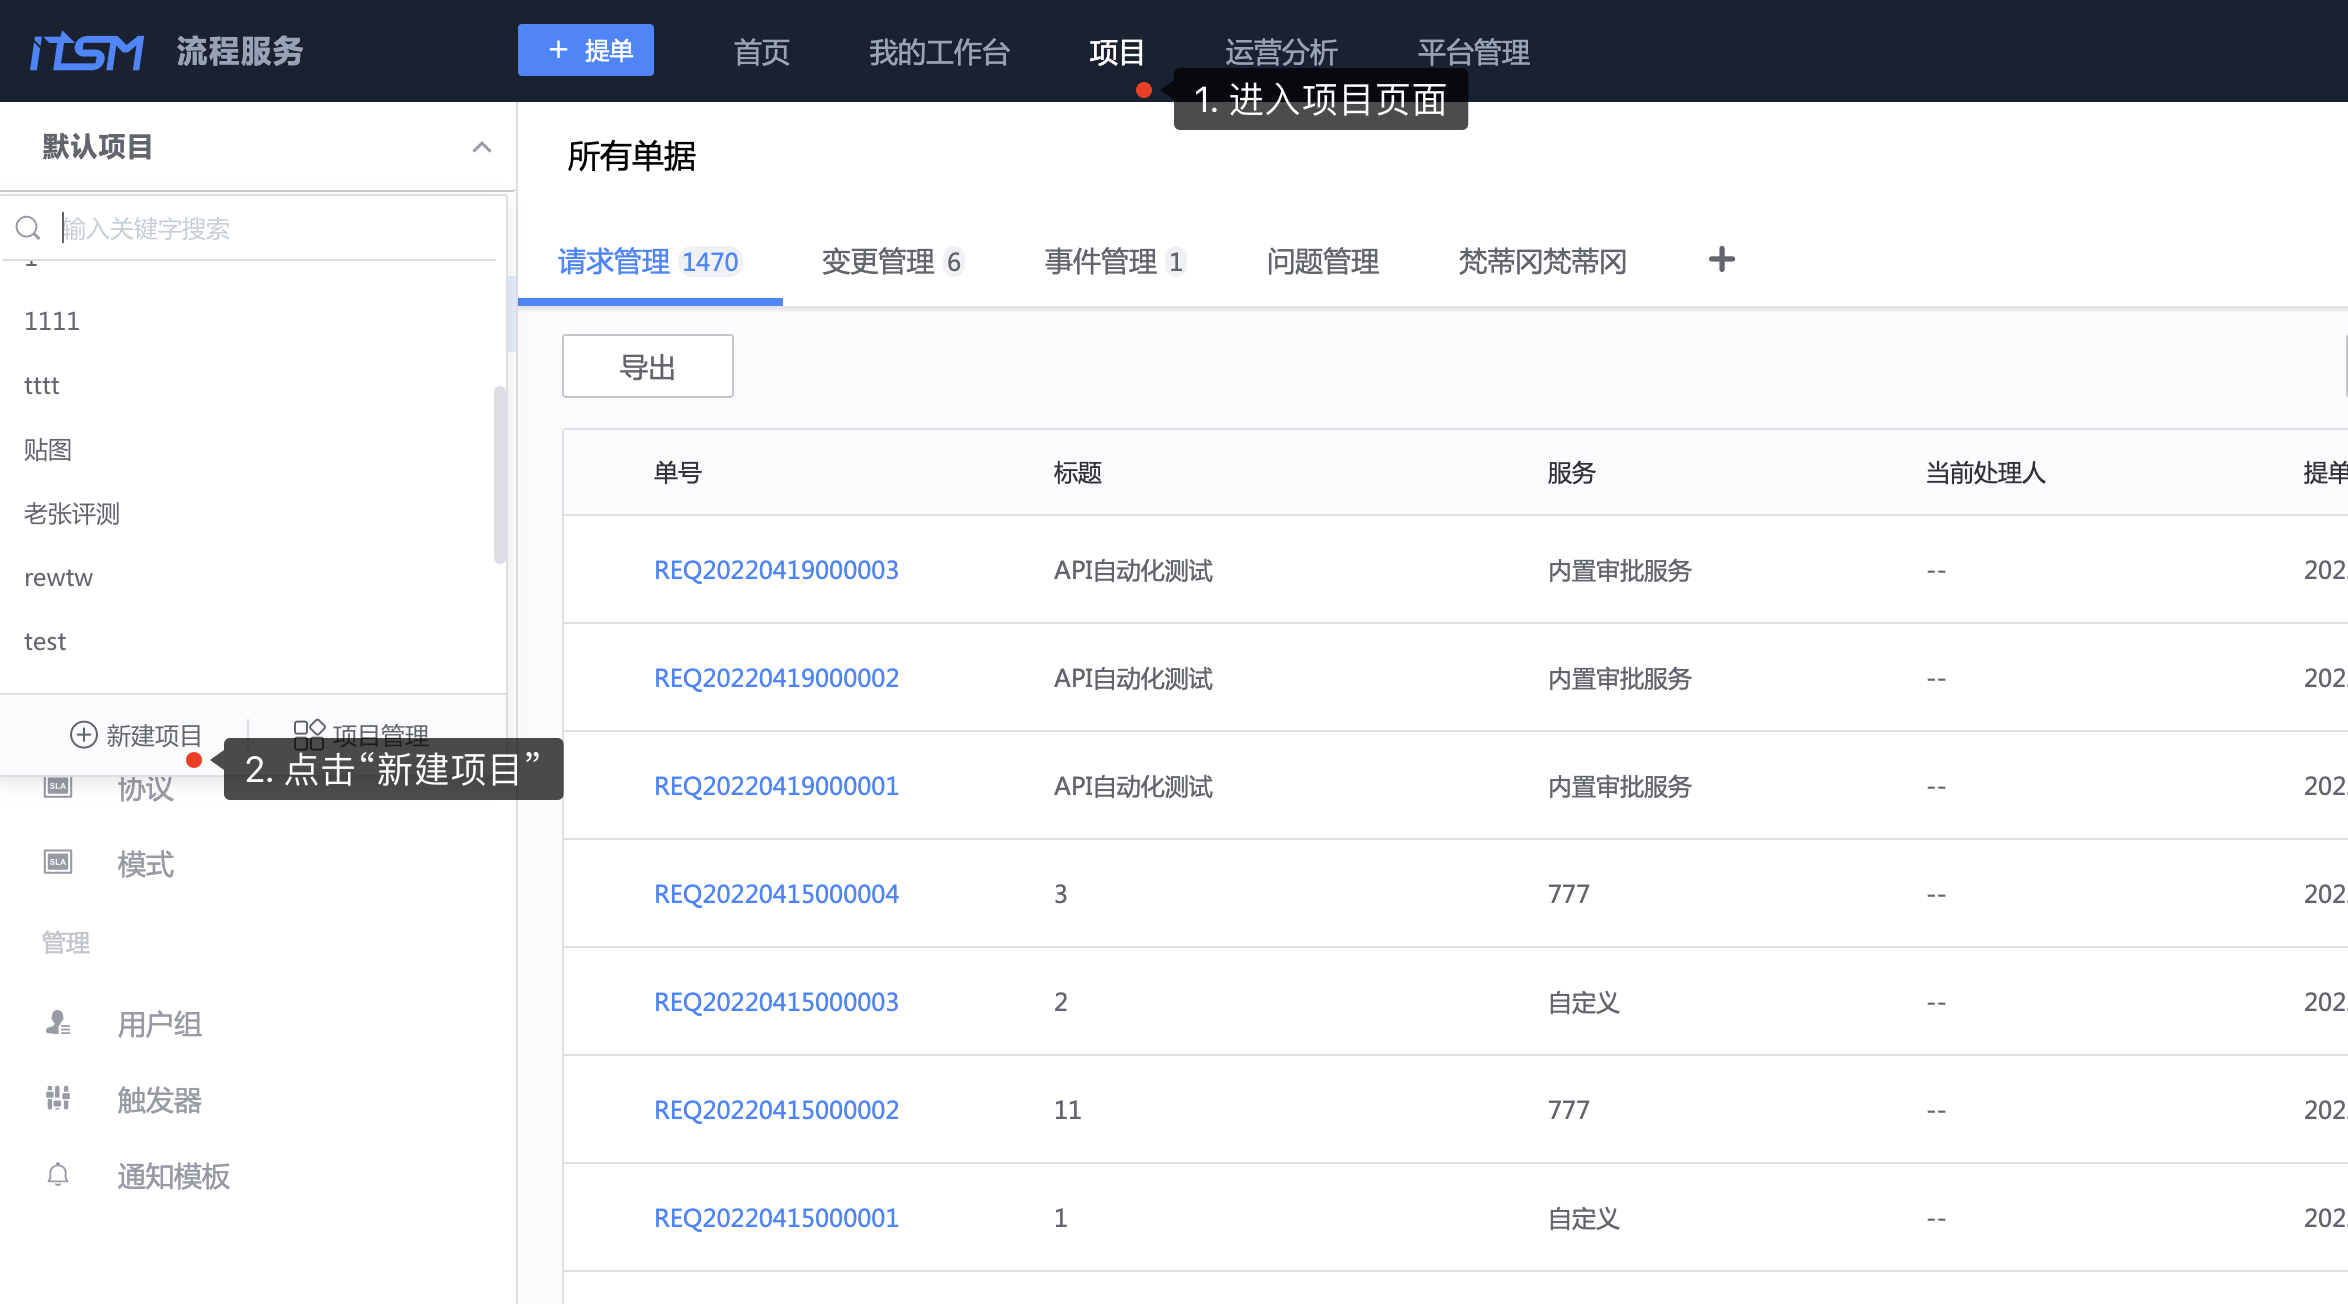 iTSM 流程服务
提单 首页 我的工作台 项目 运营分析 平台管理
1. 进入项目页面
默认项目
输入关键字搜索
1111
tttt
贴图
老张评测
rewtw
test
新建项目 项目管理
2. 点击“新建项目”
SLA 协议
SLA 模式
管理
用户组
触发器
通知模板
所有单据
请求管理 1470 变更管理 6 事件管理 1 问题管理 梵蒂冈梵蒂冈
导出
单号 标题 服务 当前处理人 提单
REQ20220419000003 API自动化测试 内置审批服务 -- 202
REQ20220419000002 API自动化测试 内置审批服务 -- 202
REQ20220419000001 API自动化测试 内置审批服务 -- 202
REQ20220415000004 3 777 -- 202
REQ20220415000003 2 自定义 -- 202
REQ20220415000002 11 777 -- 202
REQ20220415000001 1 自定义 -- 202